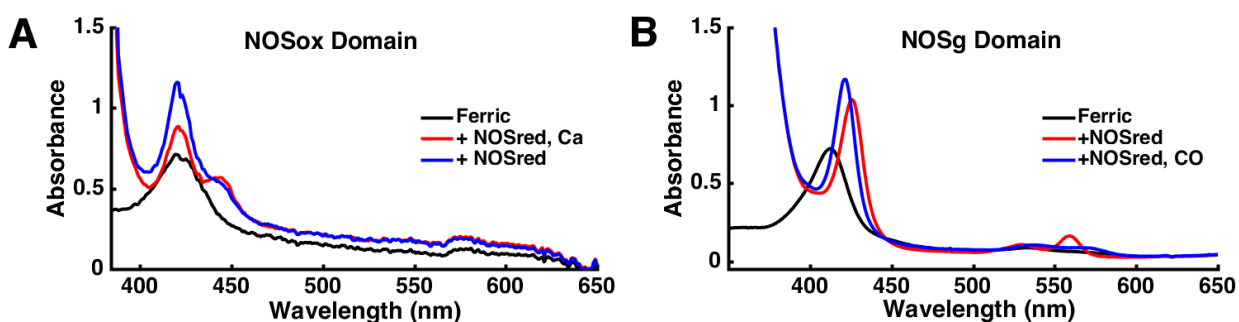 A
NOSox Domain
1.5
1
0.5
0
Absorbance
Ferric
+ NOSred, Ca
+ NOSred
400 450 500 550 600 650
Wavelength (nm)
B
NOSg Domain
1.5
1
0.5
0
Absorbance
Ferric
+NOSred
+NOSred, CO
400 450 500 550 600 650
Wavelength (nm)